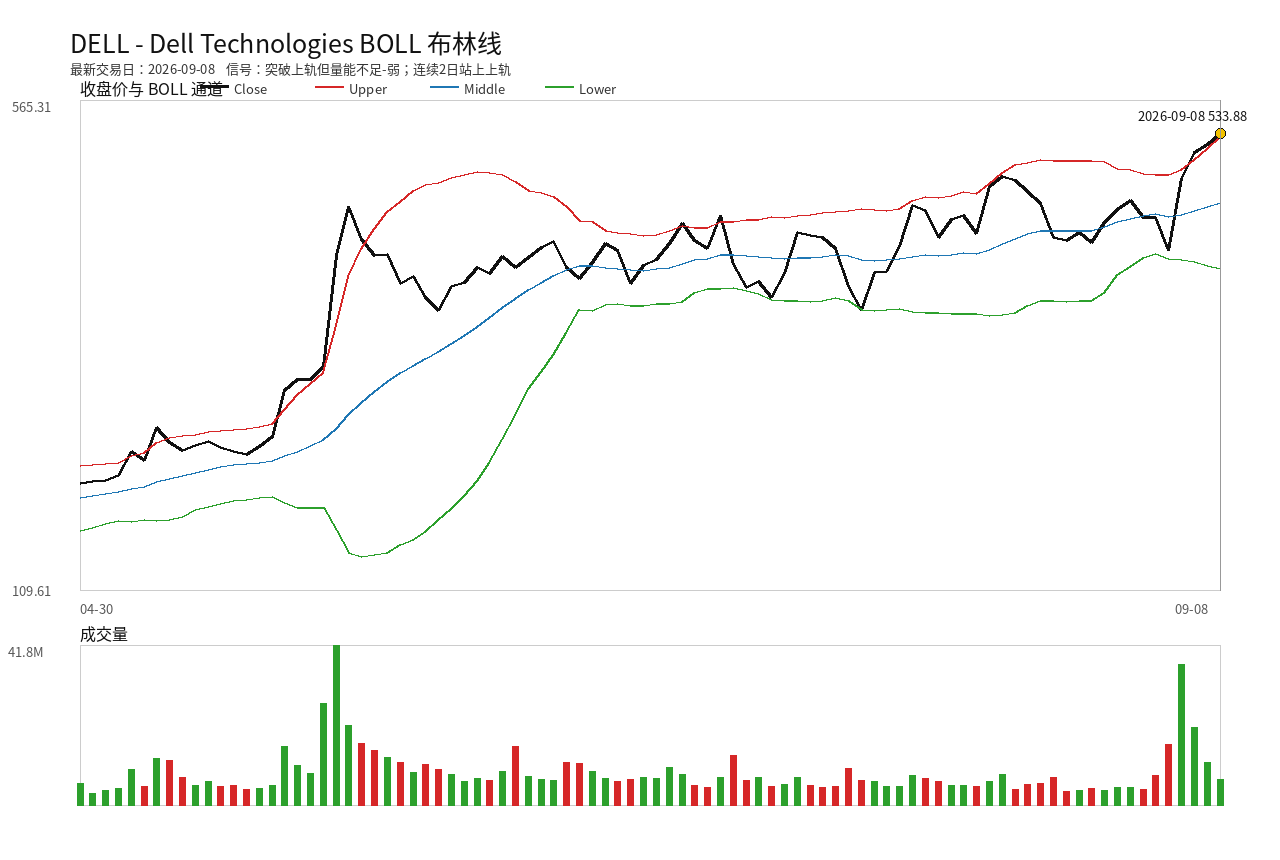 DELL - Dell Technologies BOLL 布林线
最新交易日：2026-09-08 信号：突破上轨但量能不足-弱；连续2日站上上轨
收盘价与 BOLL 通道 Close Upper Middle Lower
565.31
2026-09-08 533.88
109.61
04-30 09-08
成交量
41.8M